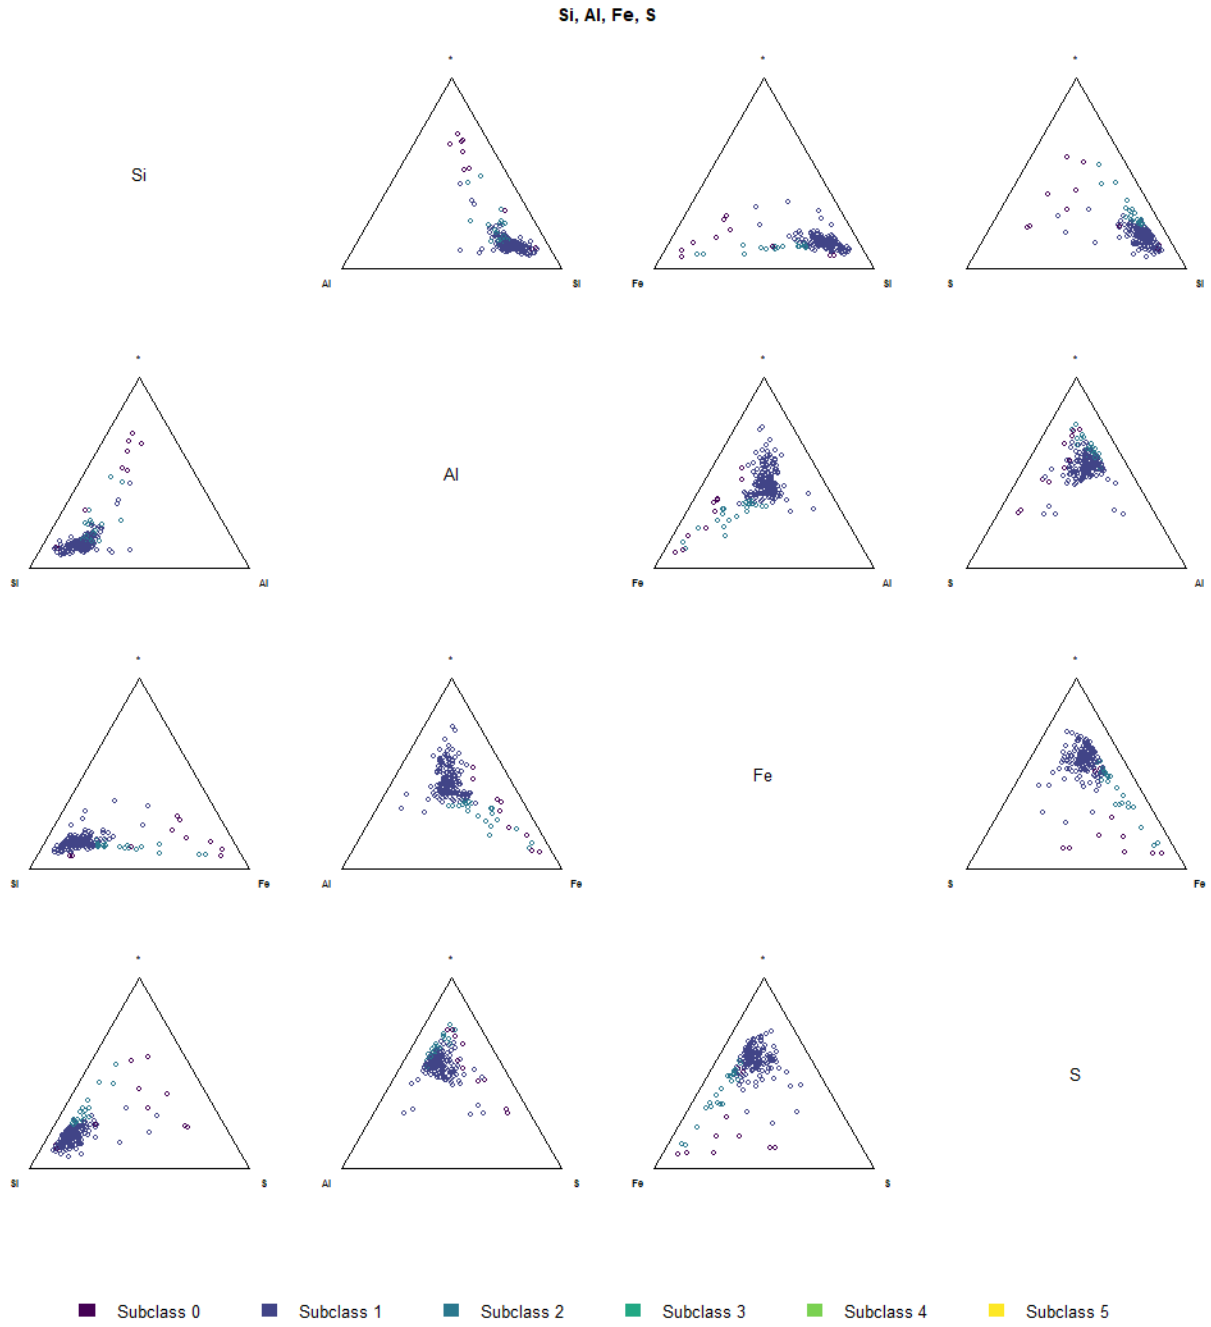 Si, Al, Fe, S
* * *
Si
Al Si Fe Si S Si
* * *
Al
Si Al Fe Al S Al
* * *
Fe
Si Fe Al Fe S Fe
* * *
S
Si S Al S Fe S
Subclass 0 Subclass 1 Subclass 2 Subclass 3 Subclass 4 Subclass 5